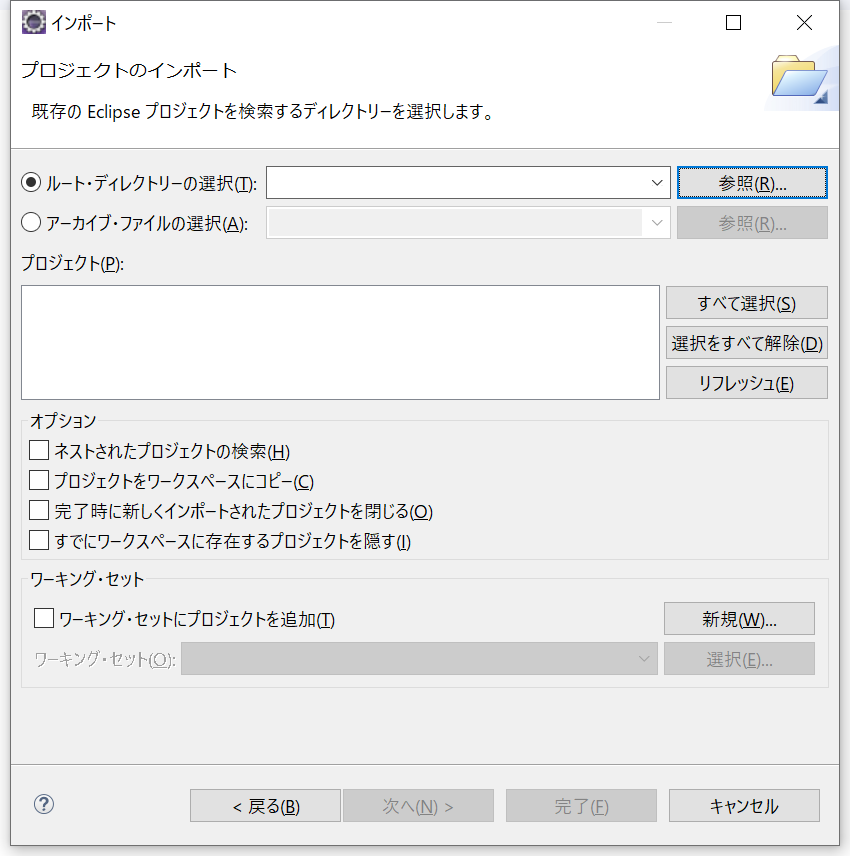 インポート
プロジェクトのインポート
既存の Eclipse プロジェクトを検索するディレクトリーを選択します。
ルート・ディレクトリーの選択(T):
参照(R)...
アーカイブ・ファイルの選択(A):
参照(R)...
プロジェクト(P):
すべて選択(S)
選択をすべて解除(D)
リフレッシュ(E)
オプション
ネストされたプロジェクトの検索(H)
プロジェクトをワークスペースにコピー(C)
完了時に新しくインポートされたプロジェクトを閉じる(O)
すでにワークスペースに存在するプロジェクトを隠す(I)
ワーキング・セット
ワーキング・セットにプロジェクトを追加(T)
新規(W)...
ワーキング・セット(O):
選択(E)...
?
< 戻る(B)
次へ(N) >
完了(F)
キャンセル